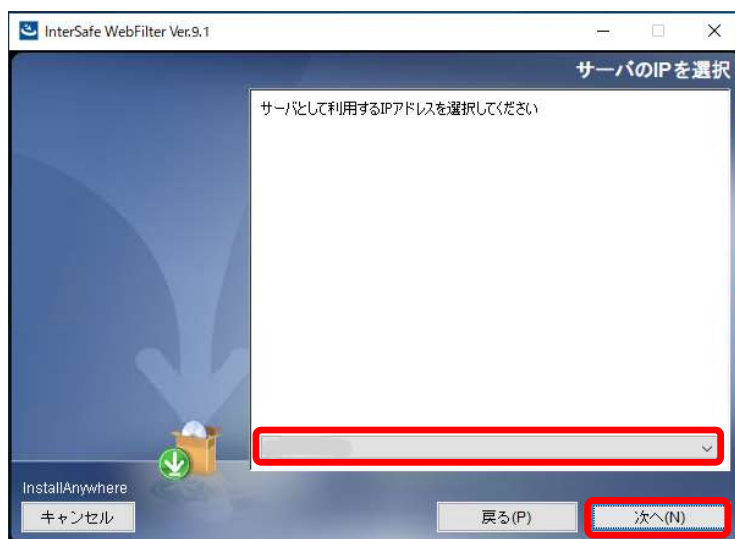 InterSafe WebFilter Ver.9.1
サーバのIPを選択
サーバとして利用するIPアドレスを選択してください
InstallAnywhere
キャンセル
戻る(P)
次へ(N)